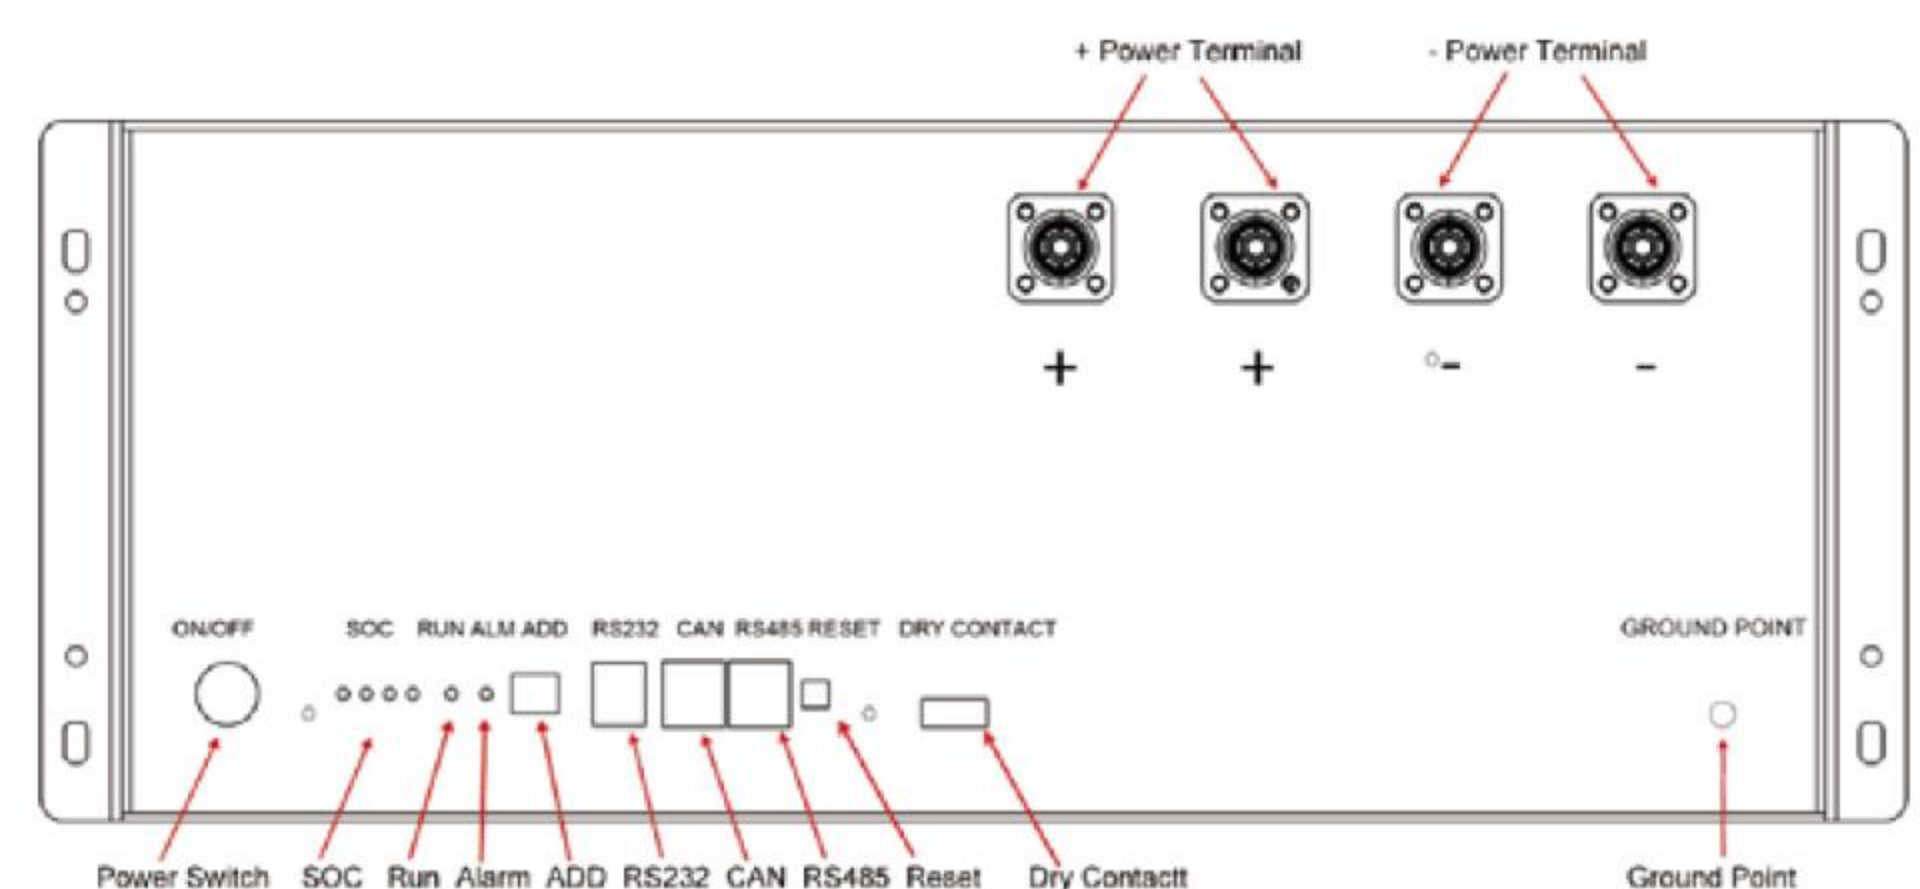 + Power Terminal - Power Terminal
+ + - -
ON/OFF SOC RUN ALM ADD RS232 CAN RS485 RESET DRY CONTACT GROUND POINT
Power Switch SOC Run Alarm ADD RS232 CAN RS485 Reset Dry Contactt Ground Point